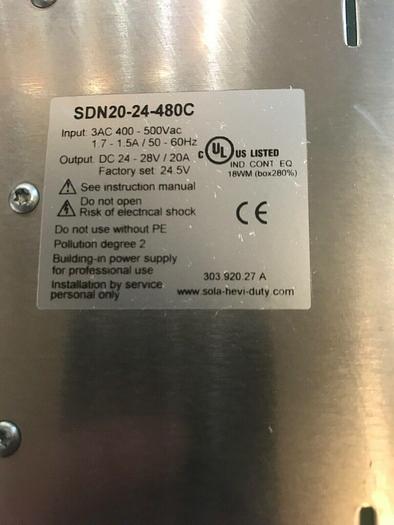 SDN20-24-480C
Input: 3AC 400 - 500Vac
1.7 - 1.5A / 50 - 60Hz
Output: DC 24 - 28V / 20A
Factory set: 24.5V
See instruction manual
Do not open
Risk of electrical shock
Do not use without PE
Pollution degree 2
Building-in power supply
for professional use
Installation by service
personal only
C UL US LISTED
IND. CONT. EQ
18WM (box280%)
CE
303.920.27 A
www.sola-hevi-duty.com